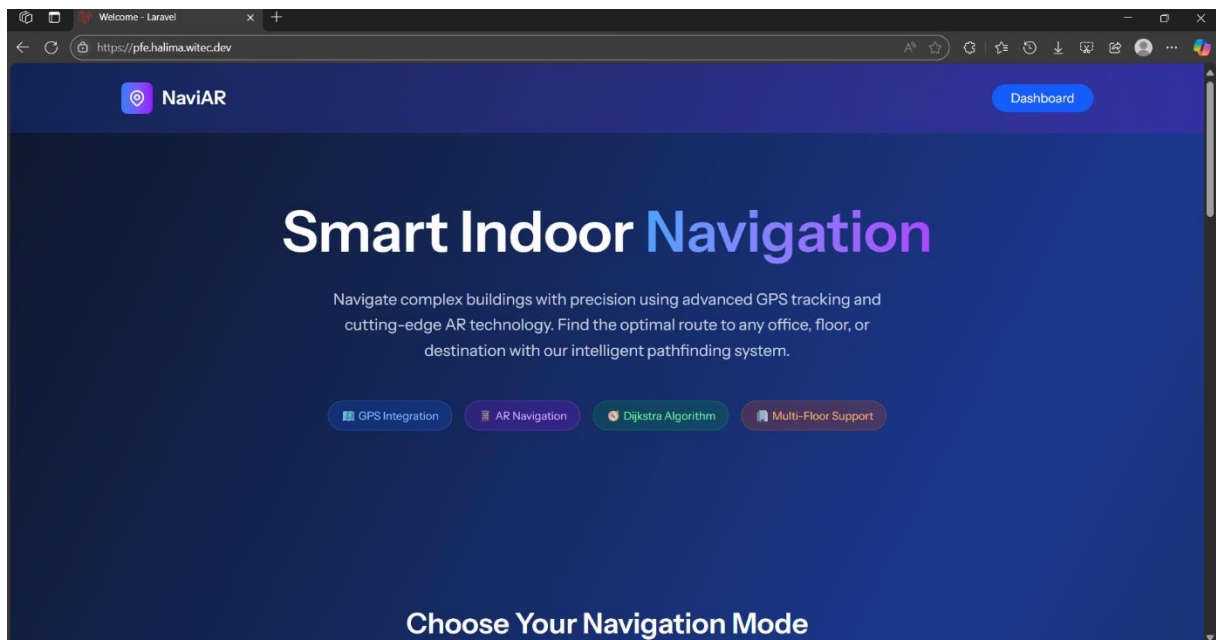 Welcome - Laravel
https://pfe.halima.witec.dev
NaviAR
Dashboard
Smart Indoor Navigation
Navigate complex buildings with precision using advanced GPS tracking and
cutting-edge AR technology. Find the optimal route to any office, floor, or
destination with our intelligent pathfinding system.
GPS Integration
AR Navigation
Dijkstra Algorithm
Multi-Floor Support
Choose Your Navigation Mode